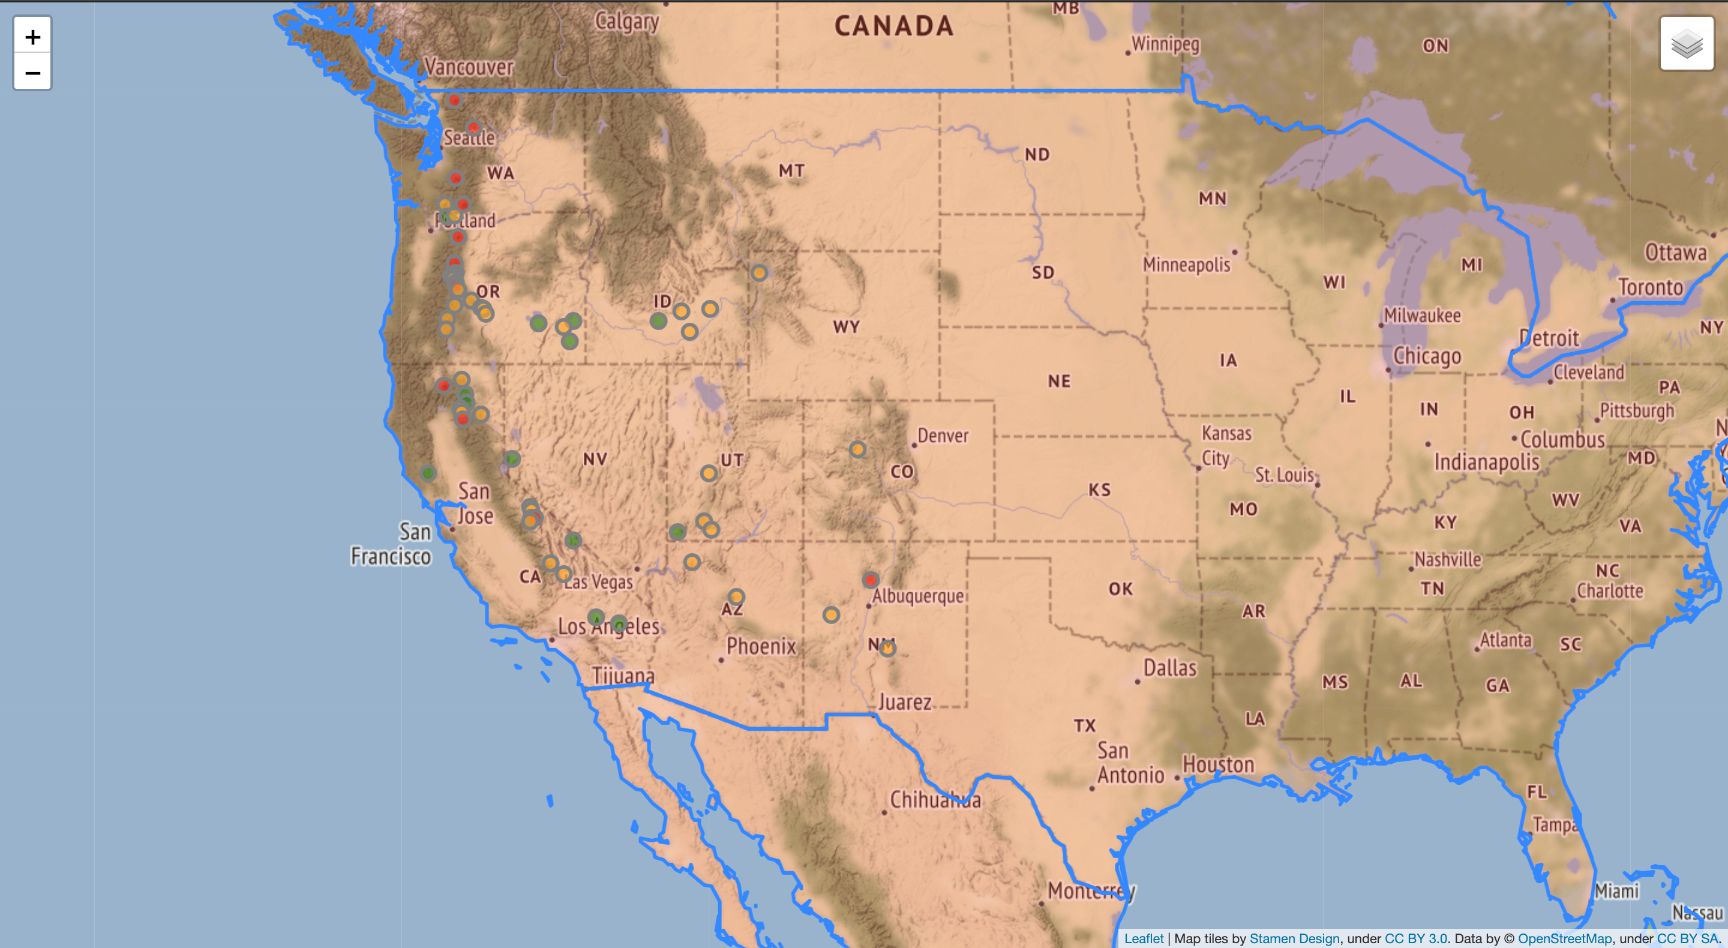 MB
CANADA
Calgary
+
−
ON
Winnipeg
Vancouver
Seattle
ND
MT
WA
MN
Portland
Ottawa
Minneapolis
MI
SD
WI
Toronto
OR
ID
Milwaukee
NY
WY
Detroit
Chicago
IA
Cleveland
NE
PA
IL
IN
OH
Pittsburgh
Denver
Kansas
City
Columbus
NV
UT
Indianapolis
MD
CO
St. Louis
San
Jose
KS
WV
MO
KY
VA
San
Francisco
Nashville
NC
CA
Las Vegas
OK
TN
Charlotte
Albuquerque
AZ
AR
Los Angeles
Atlanta
SC
NM
Phoenix
Dallas
Tijuana
MS
AL
GA
Juarez
LA
TX
San
Antonio
Houston
FL
Chihuahua
Tampa
Monterrey
Miami
Nassau
Leaflet | Map tiles by Stamen Design, under CC BY 3.0. Data by © OpenStreetMap, under CC BY SA.